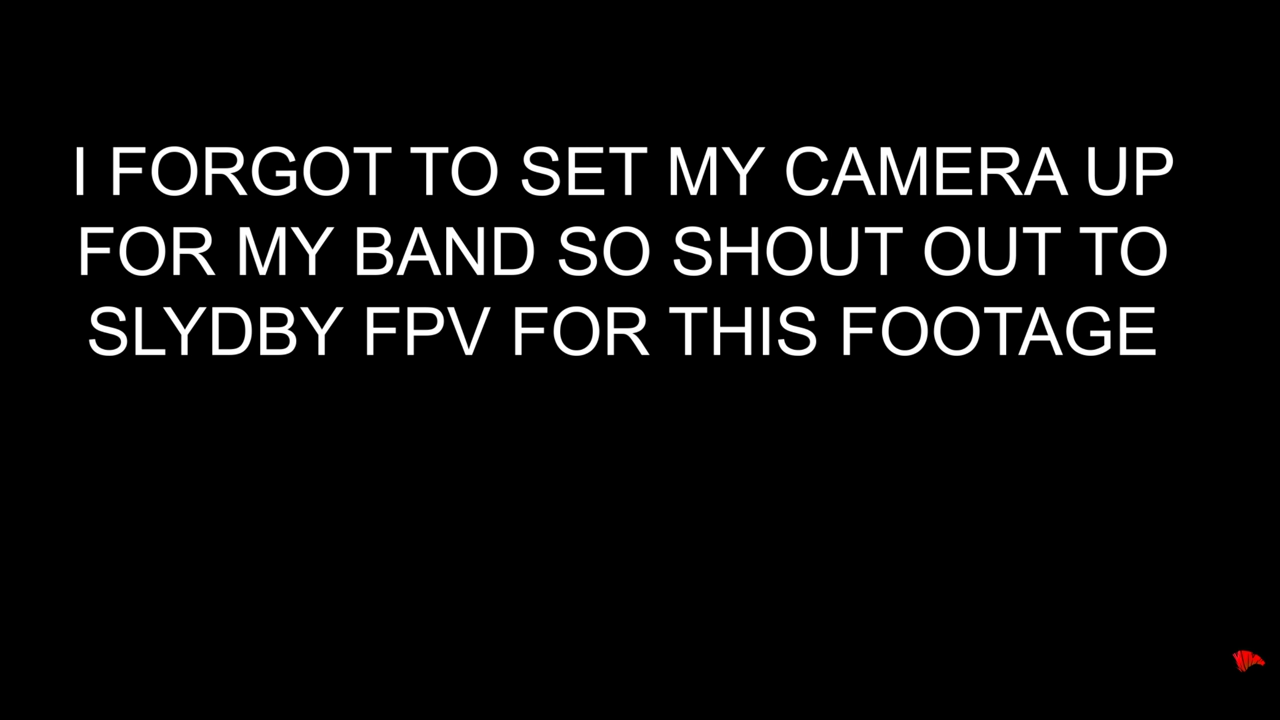 I FORGOT TO SET MY CAMERA UP
FOR MY BAND SO SHOUT OUT TO
SLYDBY FPV FOR THIS FOOTAGE